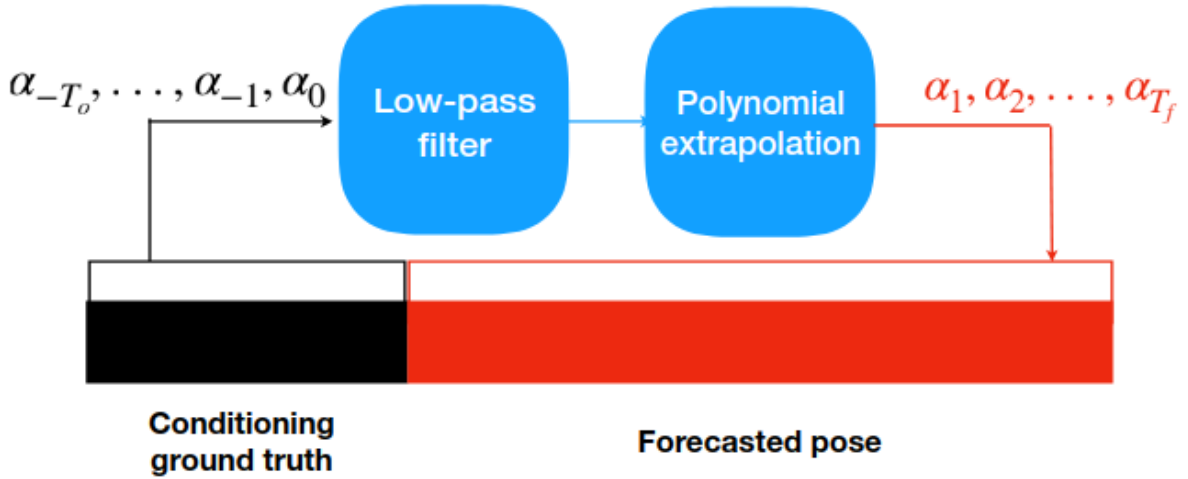 α_{-T_o}, . . . , α_{-1}, α_0
Low-pass
filter
Polynomial
extrapolation
α_1, α_2, . . . , α_{T_f}
Conditioning
ground truth
Forecasted pose